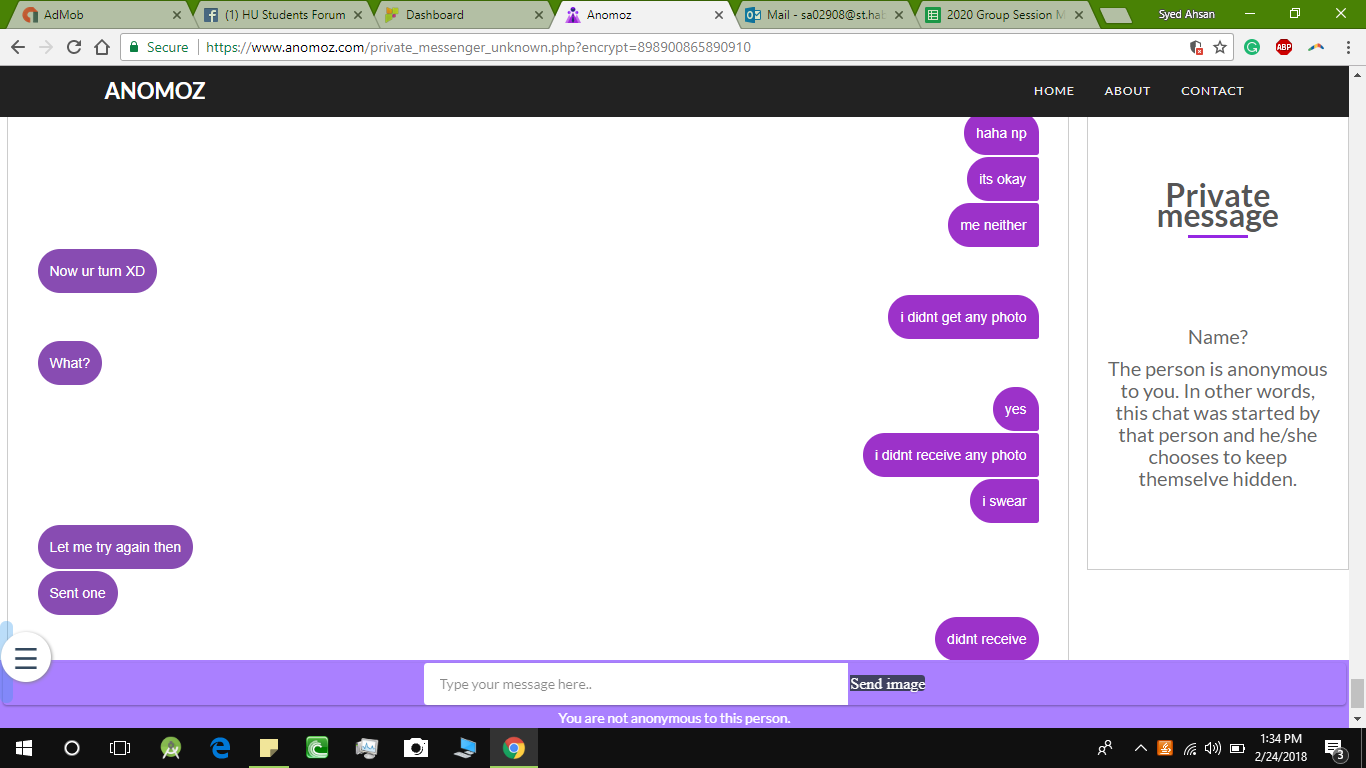 AdMob
(1) HU Students Forum
Dashboard
Anomoz
Mail - sa02908@st.hab
2020 Group Session M
Syed Ahsan
Secure
https://www.anomoz.com/private_messenger_unknown.php?encrypt=898900865890910
ABP
ANOMOZ
HOME
ABOUT
CONTACT
haha np
its okay
me neither
Now ur turn XD
i didnt get any photo
What?
yes
i didnt receive any photo
i swear
Let me try again then
Sent one
didnt receive
Private
message
Name?
The person is anonymous
to you. In other words,
this chat was started by
that person and he/she
chooses to keep
themselve hidden.
Type your message here..
Send image
You are not anonymous to this person.
1:34 PM
2/24/2018
3